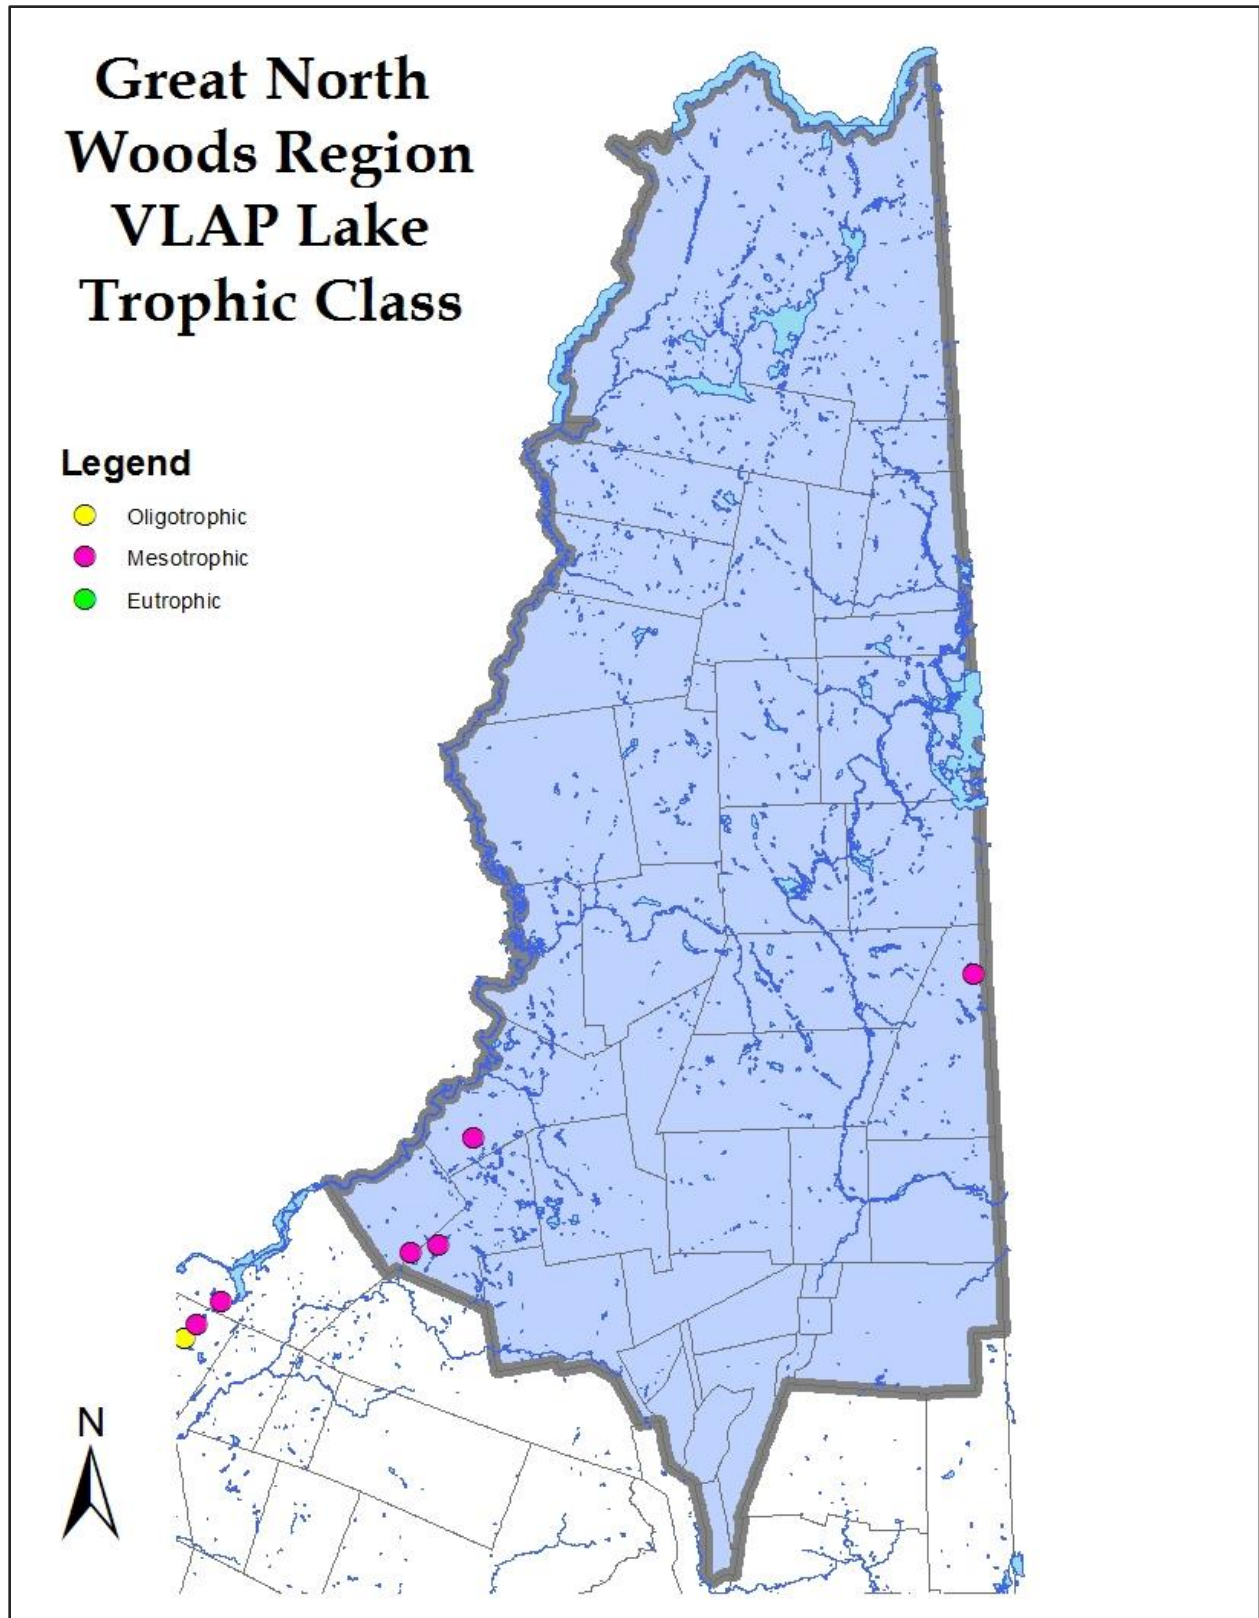 Great North
Woods Region
VLAP Lake
Trophic Class
Legend
Oligotrophic
Mesotrophic
Eutrophic
N